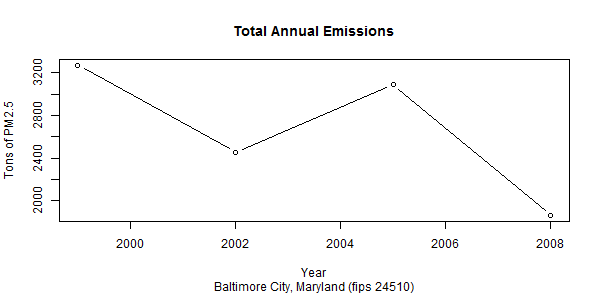 Total Annual Emissions
Tons of PM2.5
3200
2800
2400
2000
2000 2002 2004 2006 2008
Year
Baltimore City, Maryland (fips 24510)